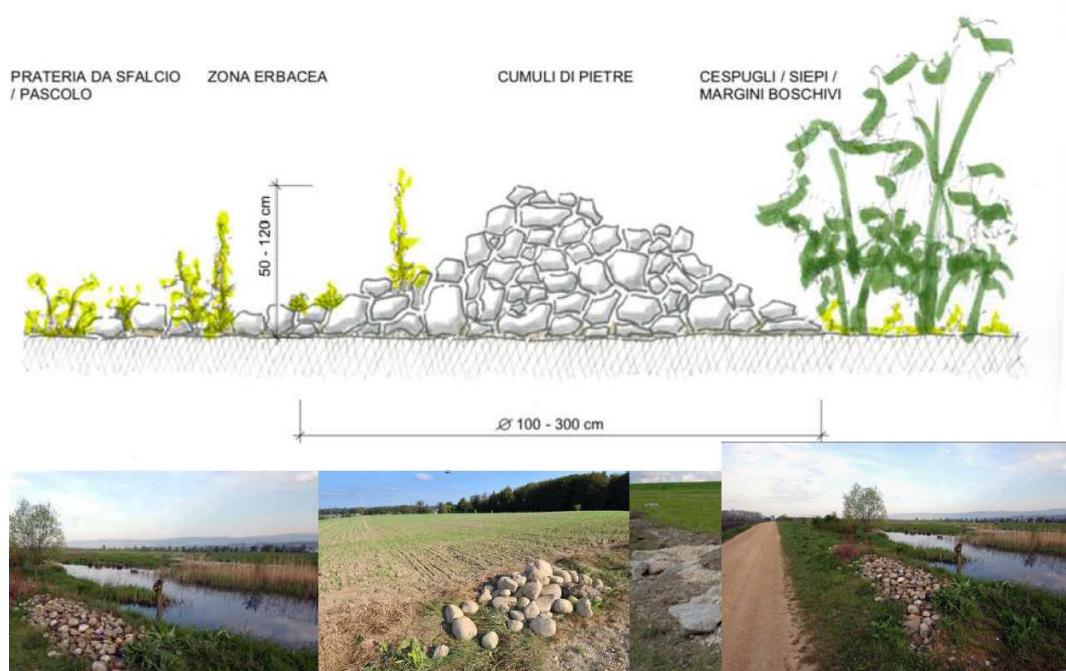 PRATERIA DA SFALCIO
/ PASCOLO
ZONA ERBACEA
CUMULI DI PIETRE
CESPUGLI / SIEPI /
MARGINI BOSCHIVI
50 - 120 cm
Ø 100 - 300 cm